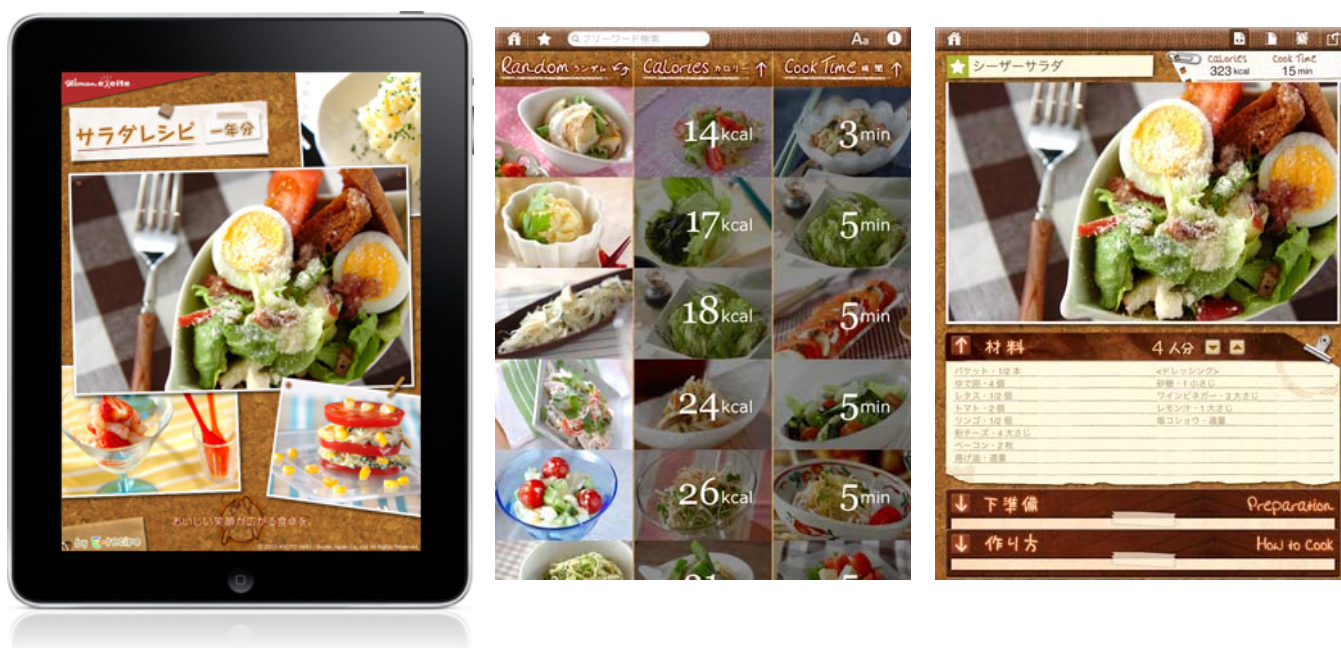 Woman.excite
サラダレシピ 一年分
おいしい笑顔が広がる食卓を。
by E・recipe
フリーワード検索
Aa
Random ランダム
Calories カロリー ↑
Cook Time 時間 ↑
14kcal
3min
17kcal
5min
18kcal
5min
24kcal
5min
26kcal
5min
シーザーサラダ
Calories
323 kcal
Cook Time
15 min
↑ 材料
4人分
バケット・1/2 本
ゆで卵・4 個
レタス・1/2 個
トマト・2 個
リンゴ・1/2 個
粉チーズ・4 大さじ
ベーコン・2 枚
揚げ油・適量
<ドレッシング>
砂糖・1 小さじ
ワインビネガー・3 大さじ
レモン汁・1 大さじ
塩コショウ・適量
↓ 下準備
Preparation
↓ 作り方
How to Cook